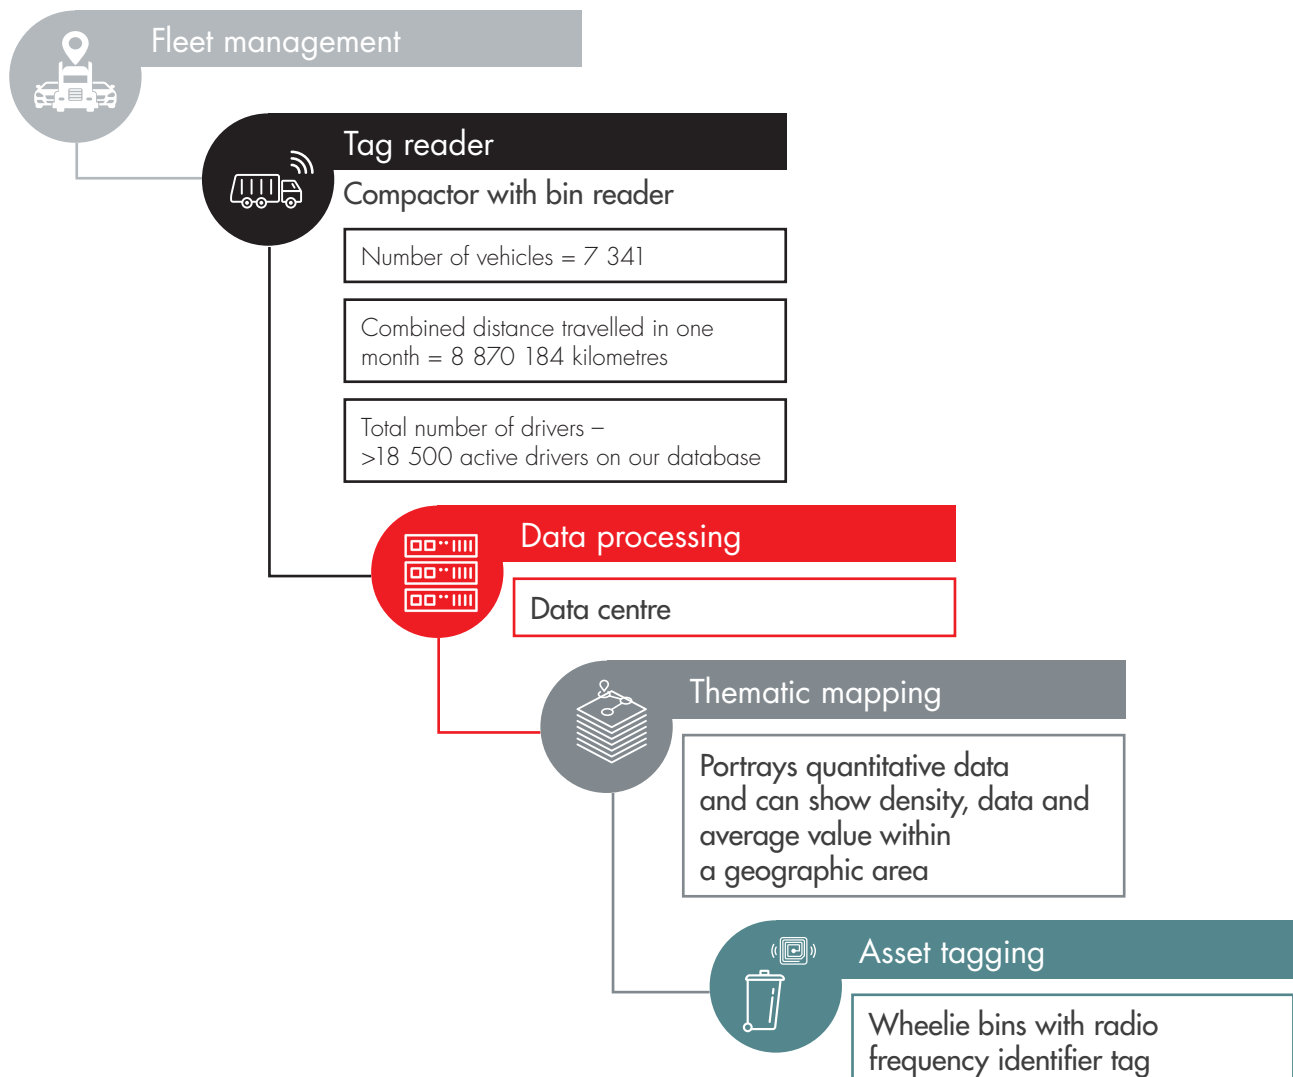 Fleet management
Tag reader
Compactor with bin reader
Number of vehicles = 7 341
Combined distance travelled in one
month = 8 870 184 kilometres
Total number of drivers –
>18 500 active drivers on our database
Data processing
Data centre
Thematic mapping
Portrays quantitative data
and can show density, data and
average value within
a geographic area
Asset tagging
Wheelie bins with radio
frequency identifier tag